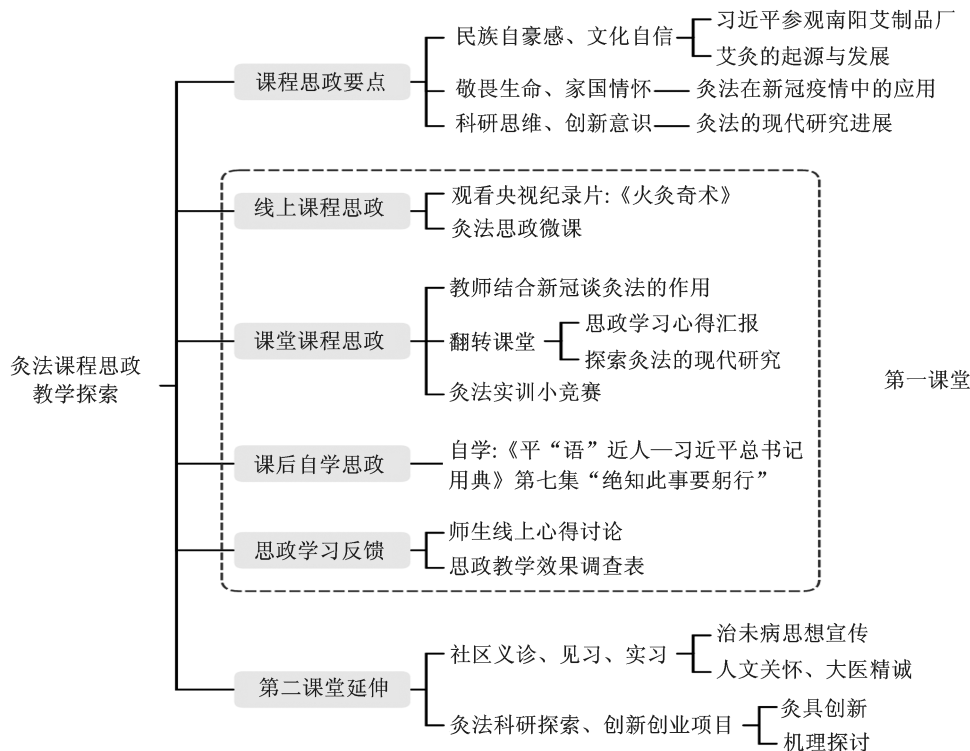 灸法课程思政
教学探索
课程思政要点
民族自豪感、文化自信
习近平参观南阳艾制品厂
艾灸的起源与发展
敬畏生命、家国情怀
灸法在新冠疫情中的应用
科研思维、创新意识
灸法的现代研究进展
线上课程思政
观看央视纪录片:《火灸奇术》
灸法思政微课
课堂课程思政
教师结合新冠谈灸法的作用
翻转课堂
思政学习心得汇报
探索灸法的现代研究
灸法实训小竞赛
课后自学思政
自学:《平“语”近人—习近平总书记
用典》第七集“绝知此事要躬行”
思政学习反馈
师生线上心得讨论
思政教学效果调查表
第一课堂
第二课堂延伸
社区义诊、见习、实习
治未病思想宣传
人文关怀、大医精诚
灸法科研探索、创新创业项目
灸具创新
机理探讨